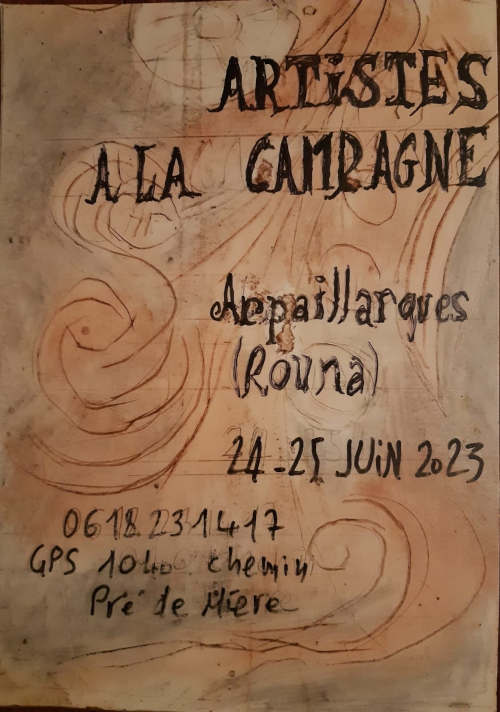 ARTiSTES
A LA CAMPAGNE
Arpaillargues
(Rouna)
24-25 JUiN 2023
0618231417
GPS 1040 chemin
Pré de Mière